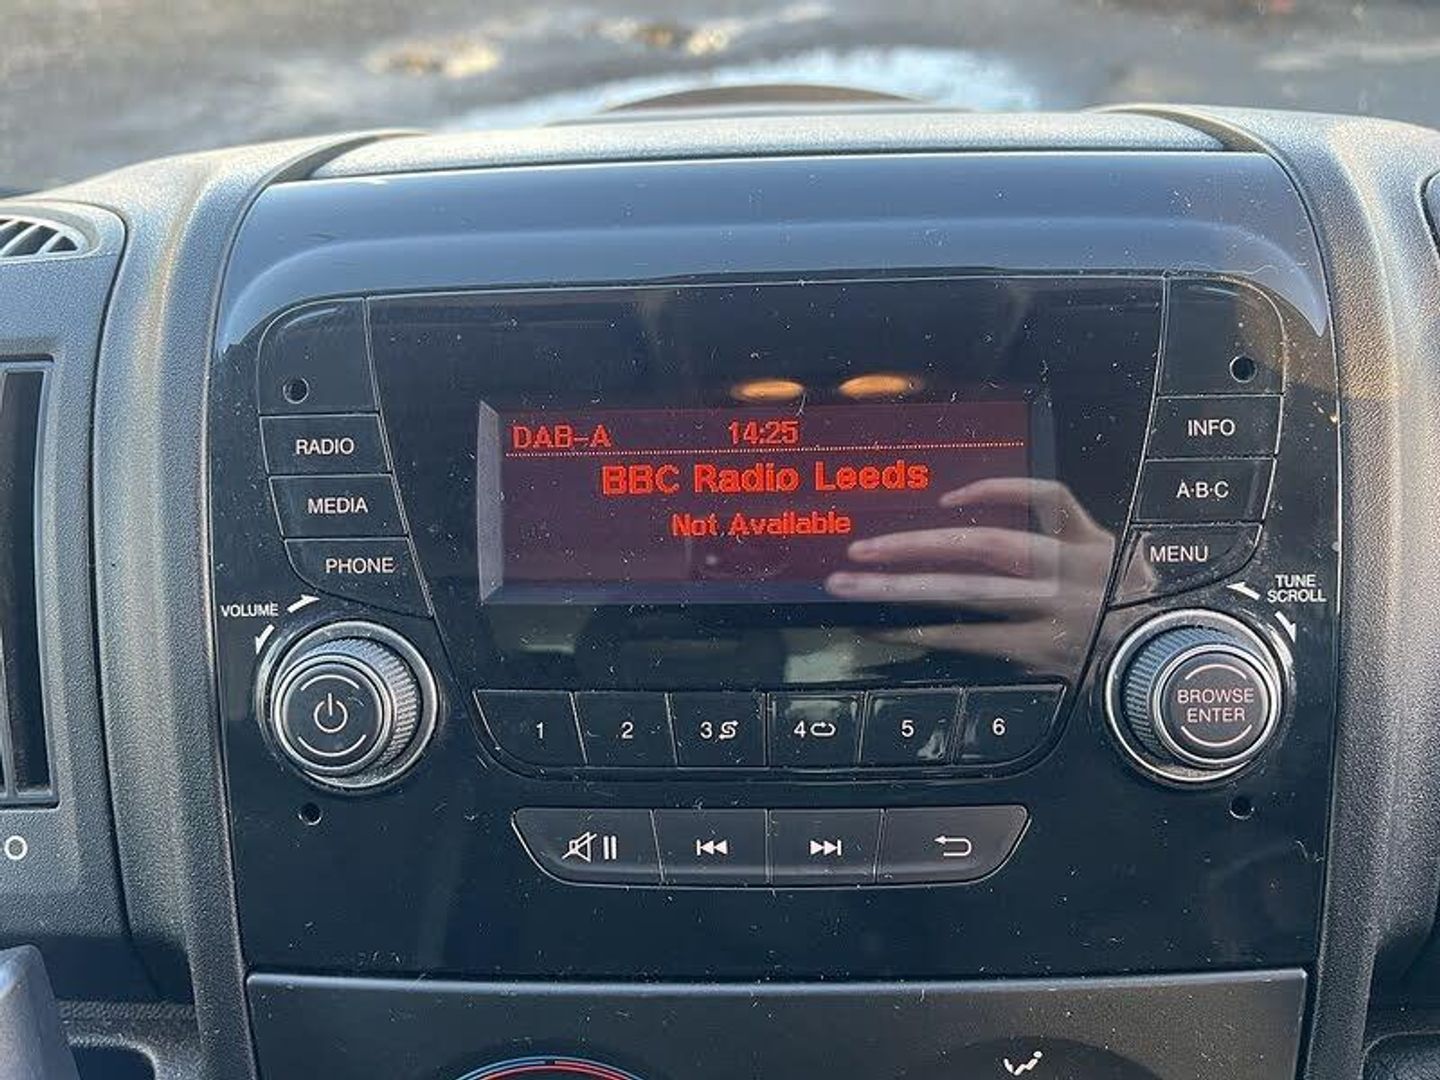 DAB-A 14:25
BBC Radio Leeds
Not Available
RADIO
MEDIA
PHONE
INFO
A·B·C
MENU
VOLUME
TUNE
SCROLL
BROWSE
ENTER
1 2 3 4 5 6